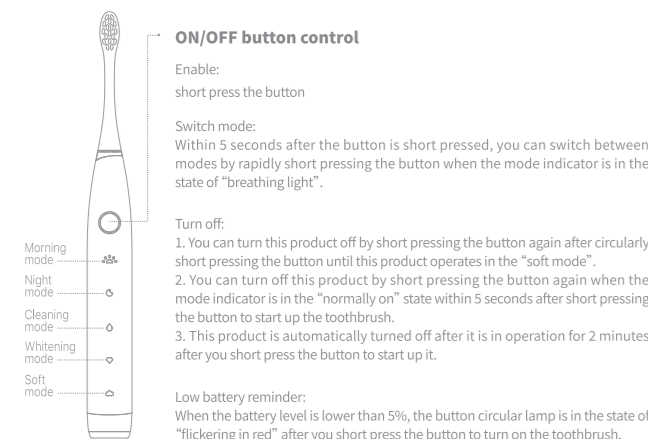 ON/OFF button control
Enable:
short press the button
Switch mode:
Within 5 seconds after the button is short pressed, you can switch between
modes by rapidly short pressing the button when the mode indicator is in the
state of “breathing light”.
Turn off:
1. You can turn this product off by short pressing the button again after circularly
short pressing the button until this product operates in the “soft mode”.
2. You can turn off this product by short pressing the button again when the
mode indicator is in the “normally on” state within 5 seconds after short pressing
the button to start up the toothbrush.
3. This product is automatically turned off after it is in operation for 2 minutes
after you short press the button to start up it.
Low battery reminder:
When the battery level is lower than 5%, the button circular lamp is in the state of
“flickering in red” after you short press the button to turn on the toothbrush.
Morning
mode
Night
mode
Cleaning
mode
Whitening
mode
Soft
mode